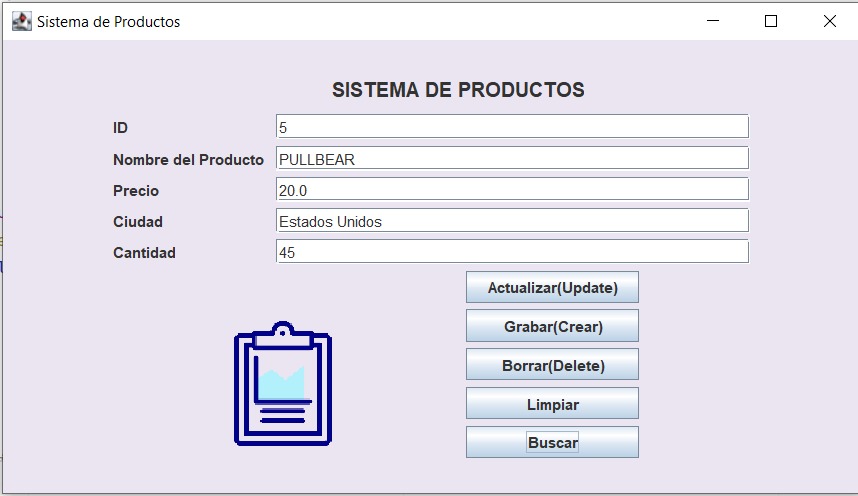 Sistema de Productos
SISTEMA DE PRODUCTOS
ID 5
Nombre del Producto PULLBEAR
Precio 20.0
Ciudad Estados Unidos
Cantidad 45
Actualizar(Update)
Grabar(Crear)
Borrar(Delete)
Limpiar
Buscar